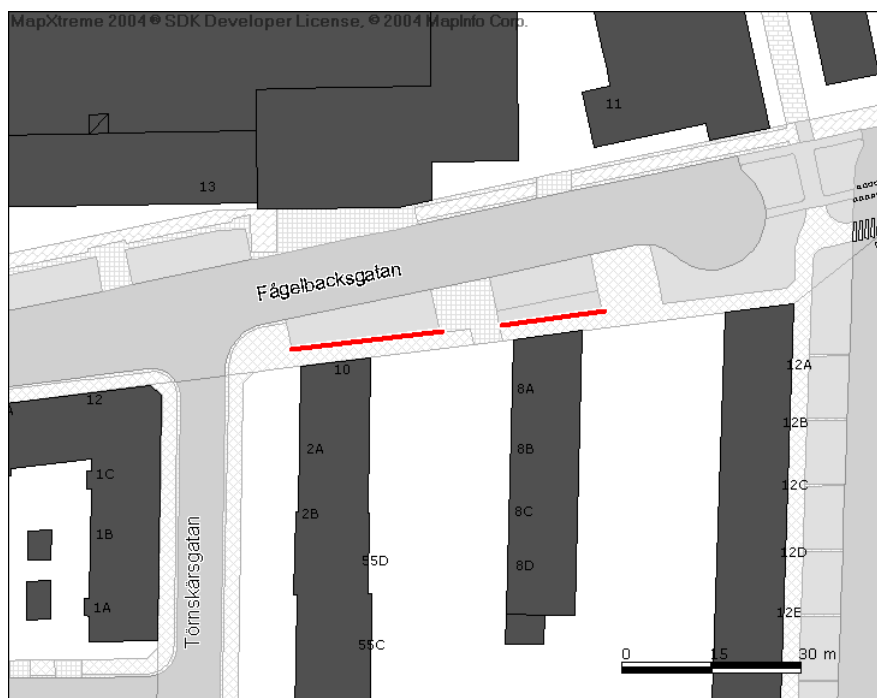 MapXtreme 2004 ® SDK Developer License, © 2004 MapInfo Corp.
11
13
Fågelbacksgatan
10
12
12A
8A
12B
8B
2A
1C
12C
8C
2B
1B
55D
12D
8D
Törnskärsgatan
1A
12E
55C
0 15 30 m